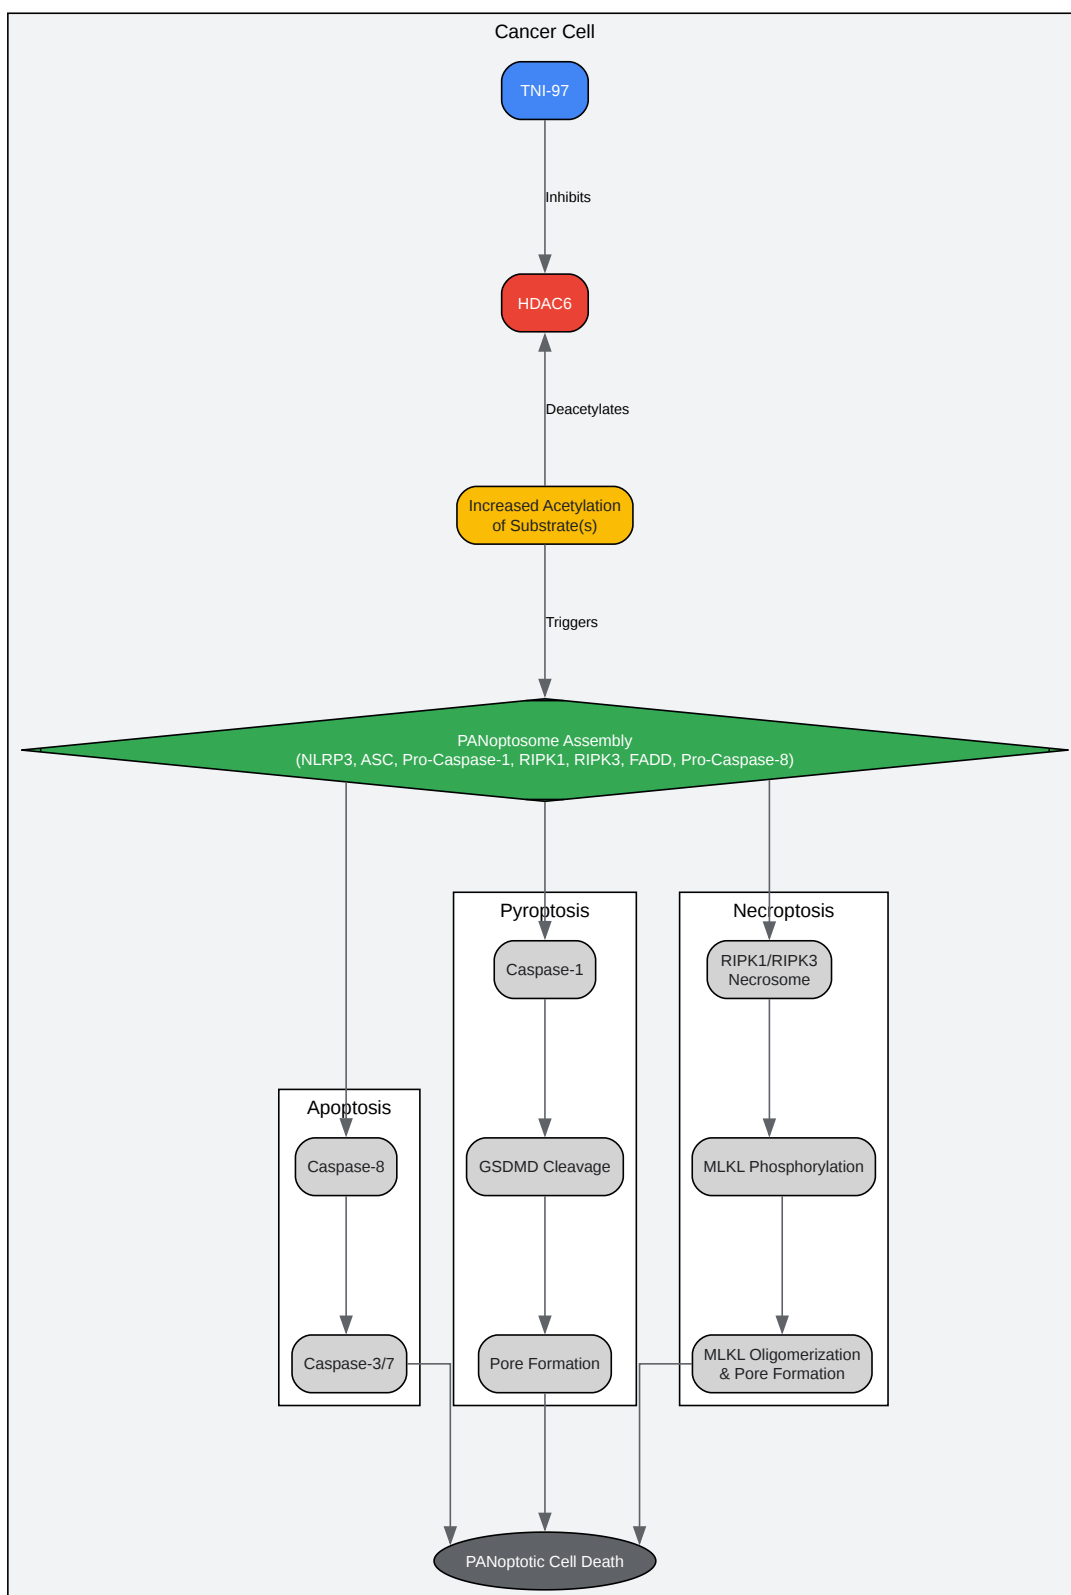 Cancer Cell
TNI-97
Inhibits
HDAC6
Deacetylates
Increased Acetylation
of Substrate(s)
Triggers
PANoptosome Assembly
(NLRP3, ASC, Pro-Caspase-1, RIPK1, RIPK3, FADD, Pro-Caspase-8)
Pyroptosis
Necroptosis
Caspase-1
RIPK1/RIPK3
Necrosome
Apoptosis
Caspase-8
GSDMD Cleavage
MLKL Phosphorylation
Caspase-3/7
Pore Formation
MLKL Oligomerization
& Pore Formation
PANoptotic Cell Death